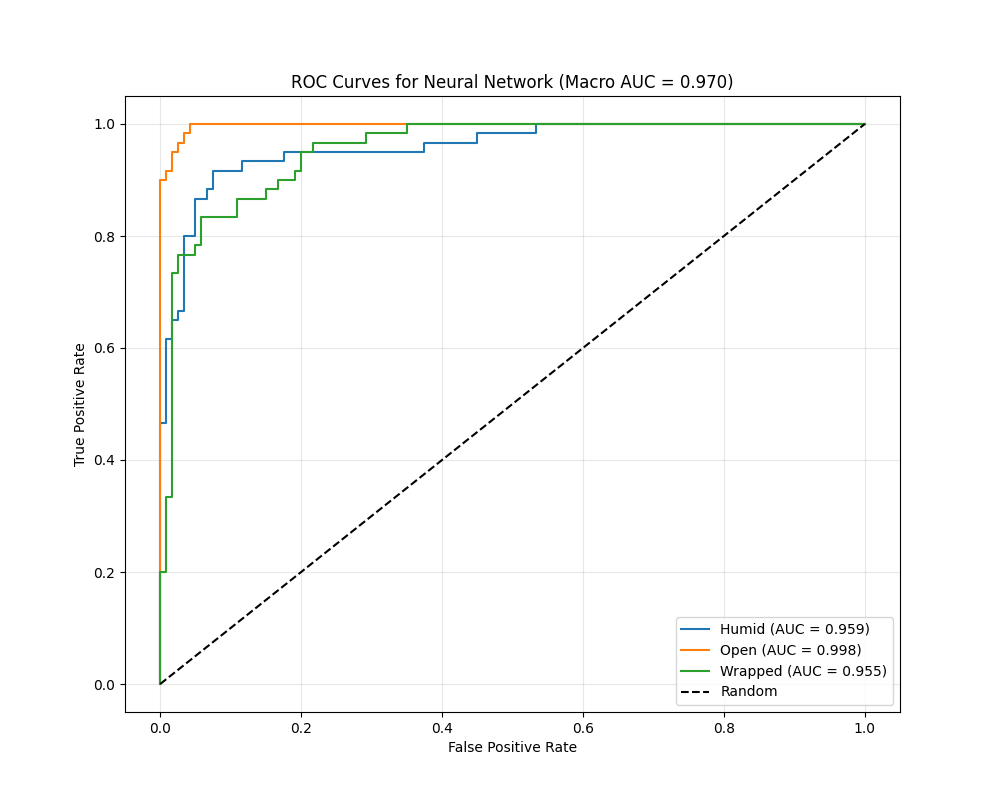 ROC Curves for Neural Network (Macro AUC = 0.970)
True Positive Rate
1.0
0.8
0.6
0.4
0.2
0.0
0.0 0.2 0.4 0.6 0.8 1.0
False Positive Rate
Humid (AUC = 0.959)
Open (AUC = 0.998)
Wrapped (AUC = 0.955)
Random